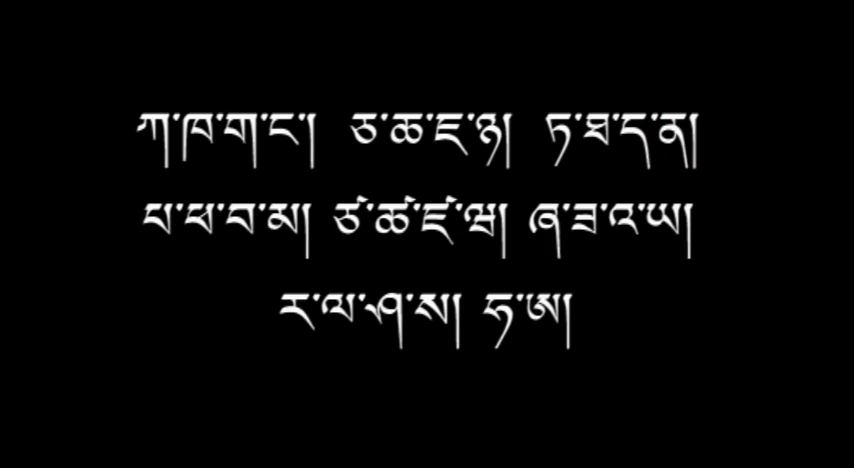 ཀ་ཁ་ག་ང་། ཅ་ཆ་ཇ་ཉ། ཏ་ཐ་ད་ན།
པ་ཕ་བ་མ། ཙ་ཚ་ཛ་ཝ། ཞ་ཟ་འ་ཡ།
ར་ལ་ཤ་ས། ཧ་ཨ།